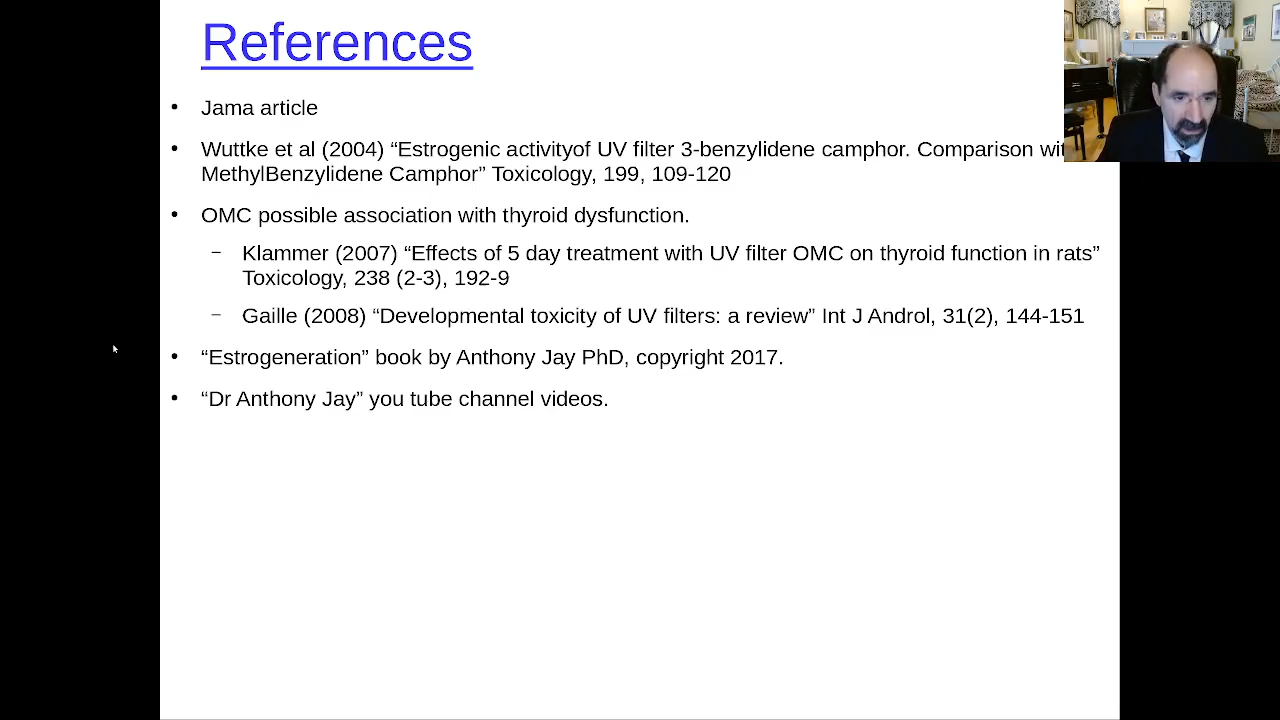 References
• Jama article
• Wuttke et al (2004) “Estrogenic activityof UV filter 3-benzylidene camphor. Comparison
MethylBenzylidene Camphor” Toxicology, 199, 109-120
• OMC possible association with thyroid dysfunction.
– Klammer (2007) “Effects of 5 day treatment with UV filter OMC on thyroid function in rats”
Toxicology, 238 (2-3), 192-9
– Gaille (2008) “Developmental toxicity of UV filters: a review” Int J Androl, 31(2), 144-151
• “Estrogeneration” book by Anthony Jay PhD, copyright 2017.
• “Dr Anthony Jay” you tube channel videos.